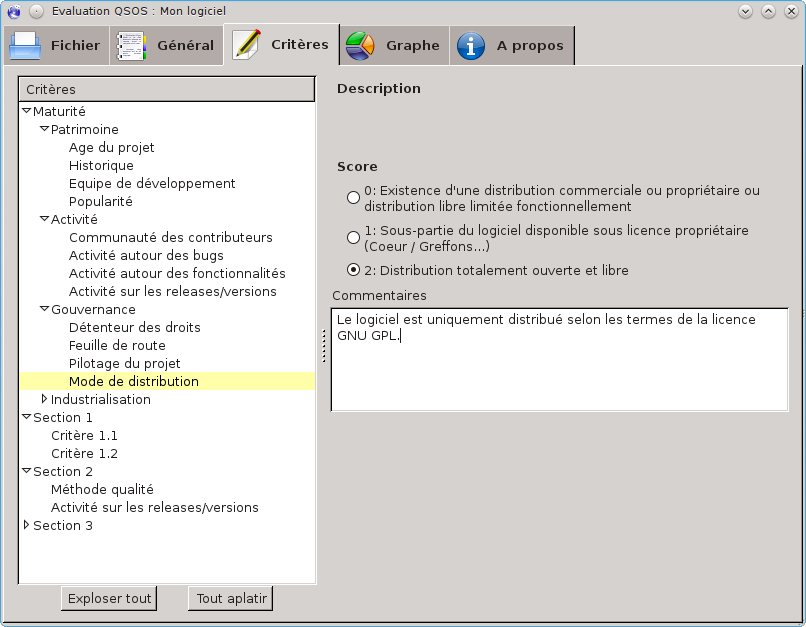 Evaluation QSOS : Mon logiciel
Fichier
Général
Critères
Graphe
A propos
Critères
Maturité
Patrimoine
Age du projet
Historique
Equipe de développement
Popularité
Activité
Communauté des contributeurs
Activité autour des bugs
Activité autour des fonctionnalités
Activité sur les releases/versions
Gouvernance
Détenteur des droits
Feuille de route
Pilotage du projet
Mode de distribution
Industrialisation
Section 1
Critère 1.1
Critère 1.2
Section 2
Méthode qualité
Activité sur les releases/versions
Section 3
Exploser tout
Tout aplatir
Description
Score
0: Existence d'une distribution commerciale ou propriétaire ou
distribution libre limitée fonctionnellement
1: Sous-partie du logiciel disponible sous licence propriétaire
(Coeur / Greffons...)
2: Distribution totalement ouverte et libre
Commentaires
Le logiciel est uniquement distribué selon les termes de la licence
GNU GPL.